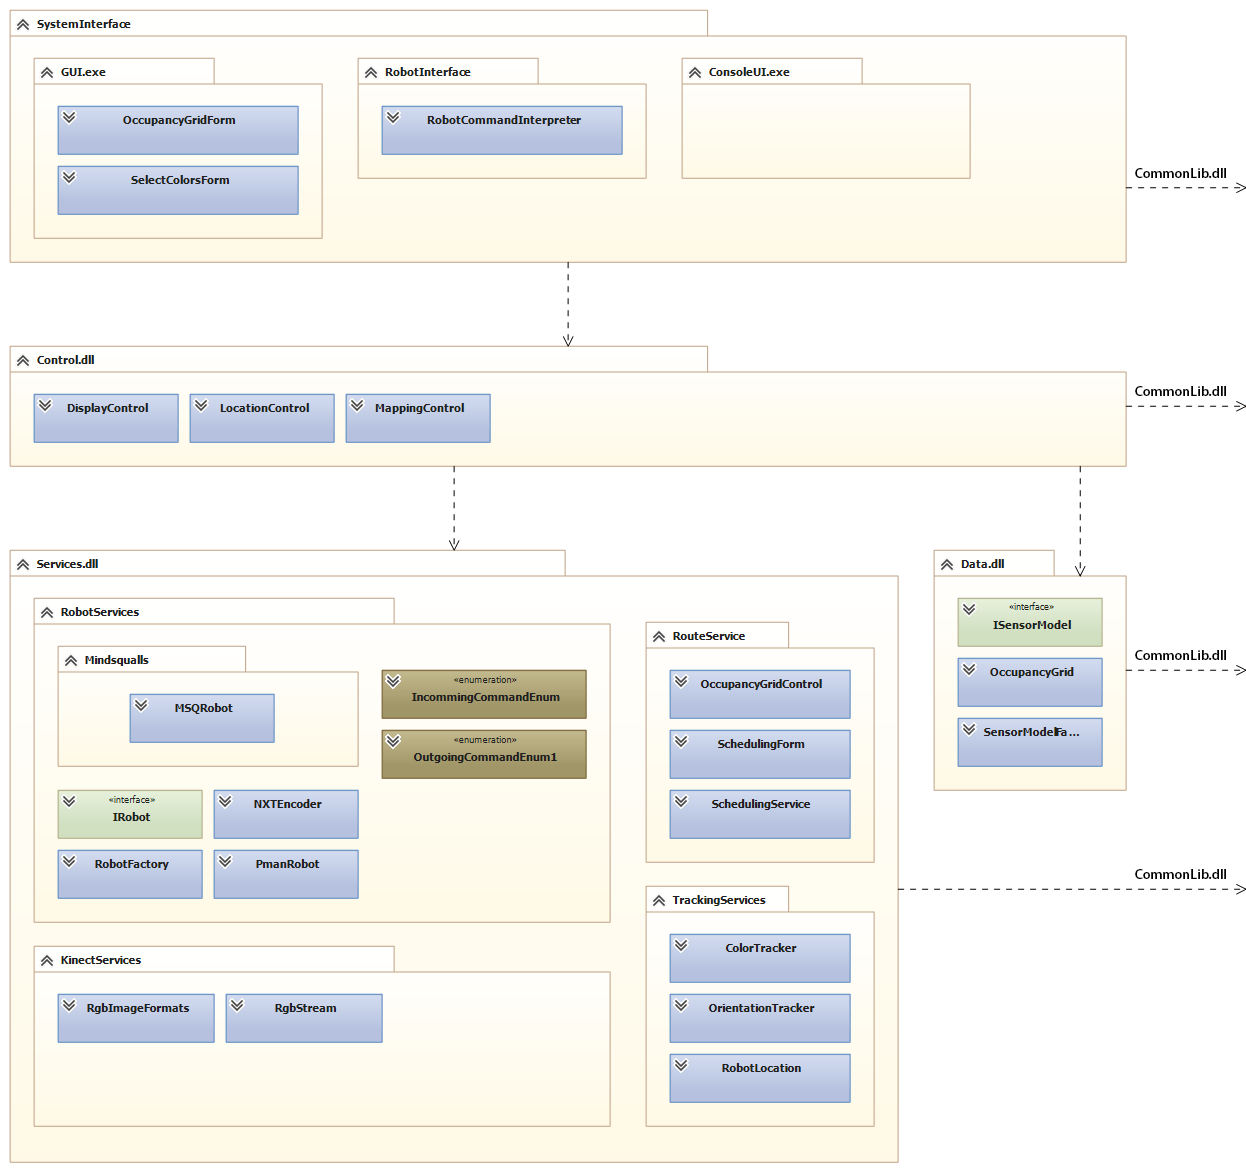 SystemInterface
GUI.exe
OccupancyGridForm
SelectColorsForm
RobotInterface
RobotCommandInterpreter
ConsoleUI.exe
CommonLib.dll
Control.dll
DisplayControl
LocationControl
MappingControl
CommonLib.dll
Services.dll
RobotServices
Mindsqualls
MSQRobot
«enumeration»
IncommingCommandEnum
«enumeration»
OutgoingCommandEnum1
«interface»
IRobot
NXTEncoder
RobotFactory
PmanRobot
KinectServices
RgbImageFormats
RgbStream
RouteService
OccupancyGridControl
SchedulingForm
SchedulingService
TrackingServices
ColorTracker
OrientationTracker
RobotLocation
Data.dll
«interface»
ISensorModel
OccupancyGrid
SensorModelFa...
CommonLib.dll
CommonLib.dll